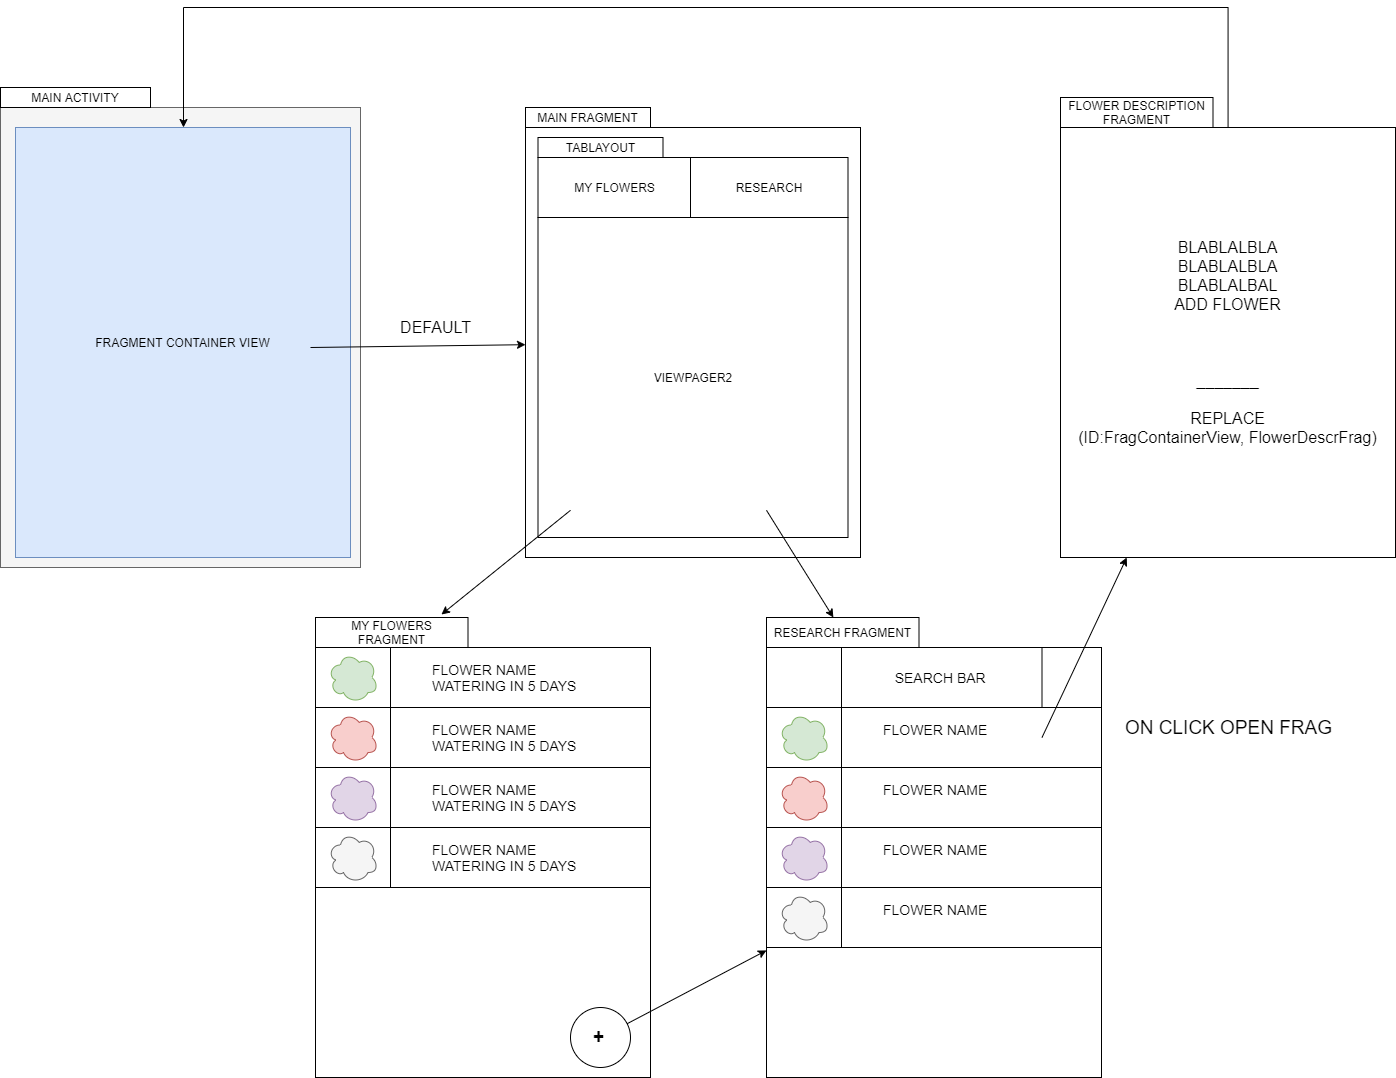 MAIN ACTIVITY
FRAGMENT CONTAINER VIEW
DEFAULT
MAIN FRAGMENT
TABLAYOUT
MY FLOWERS
RESEARCH
VIEWPAGER2
FLOWER DESCRIPTION
FRAGMENT
BLABLALBLA
BLABLALBLA
BLABLALBAL
ADD FLOWER
_______
REPLACE
(ID:FragContainerView, FlowerDescrFrag)
MY FLOWERS
FRAGMENT
FLOWER NAME
WATERING IN 5 DAYS
FLOWER NAME
WATERING IN 5 DAYS
FLOWER NAME
WATERING IN 5 DAYS
FLOWER NAME
WATERING IN 5 DAYS
+
RESEARCH FRAGMENT
SEARCH BAR
FLOWER NAME
FLOWER NAME
FLOWER NAME
FLOWER NAME
ON CLICK OPEN FRAG